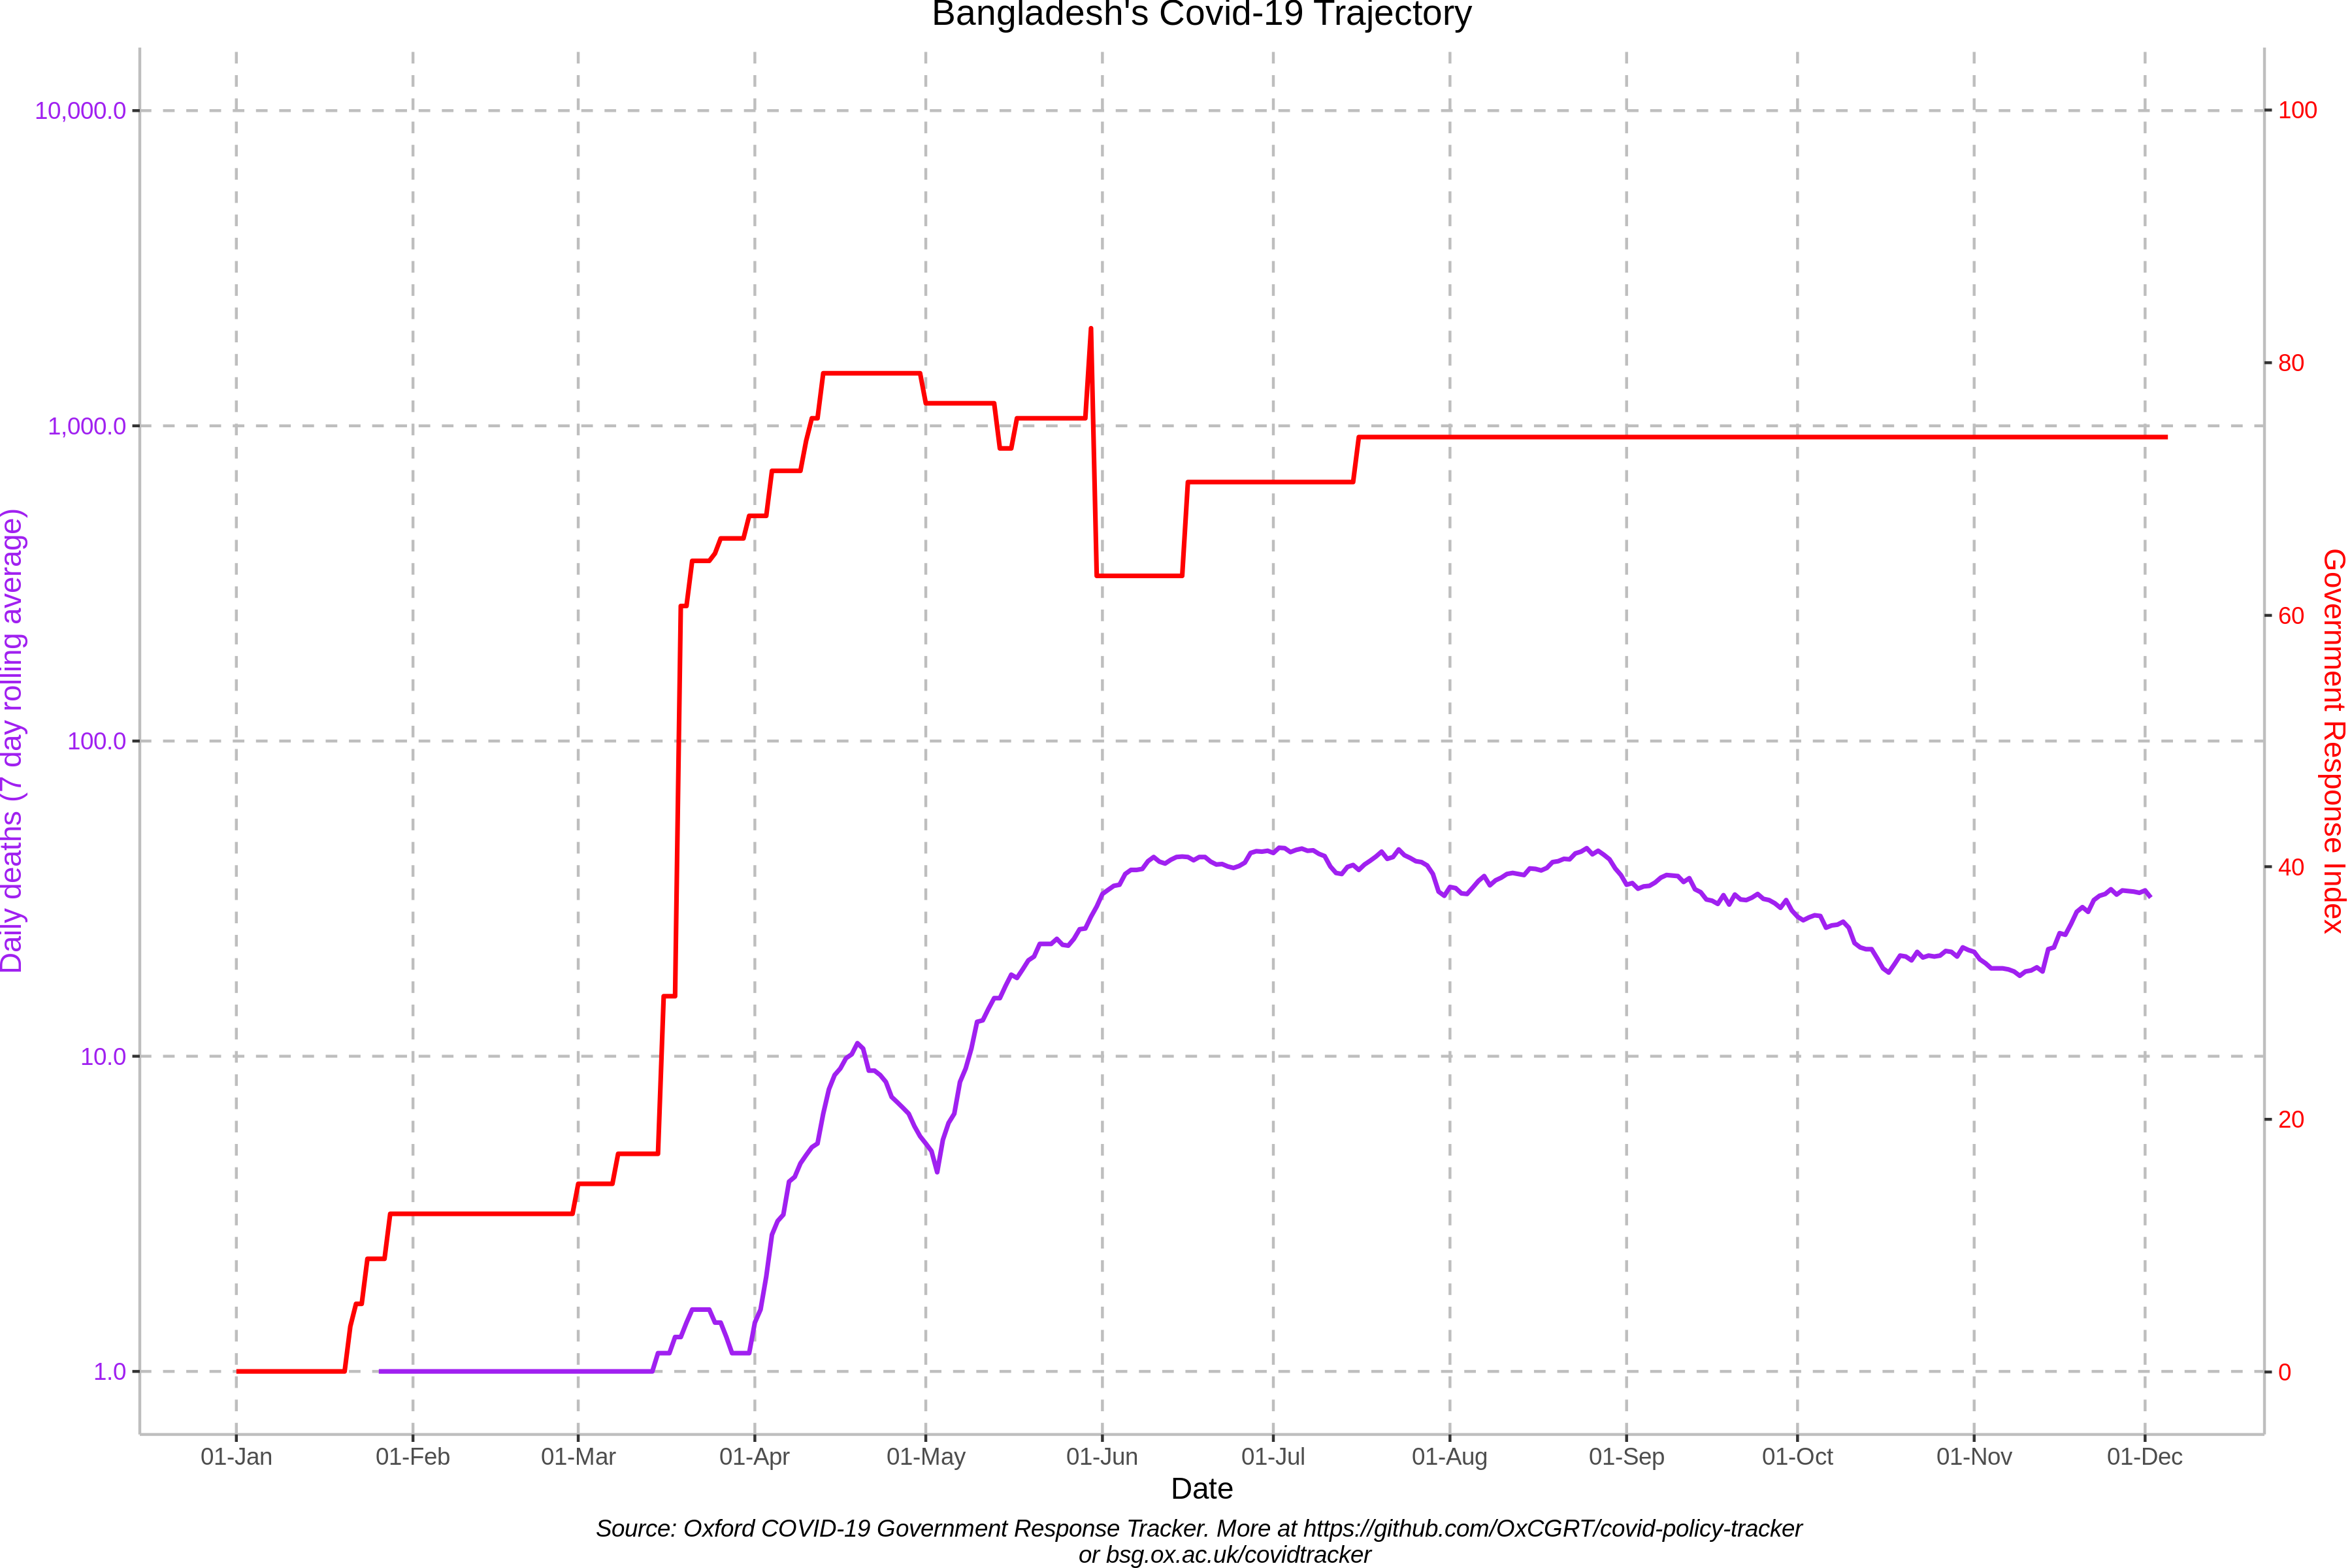 Bangladesh's Covid-19 Trajectory
10,000.0
1,000.0
100.0
10.0
1.0
Daily deaths (7 day rolling average)
100
80
60
40
20
0
Government Response Index
01-Jan 01-Feb 01-Mar 01-Apr 01-May 01-Jun 01-Jul 01-Aug 01-Sep 01-Oct 01-Nov 01-Dec
Date
Source: Oxford COVID-19 Government Response Tracker. More at https://github.com/OxCGRT/covid-policy-tracker
or bsg.ox.ac.uk/covidtracker